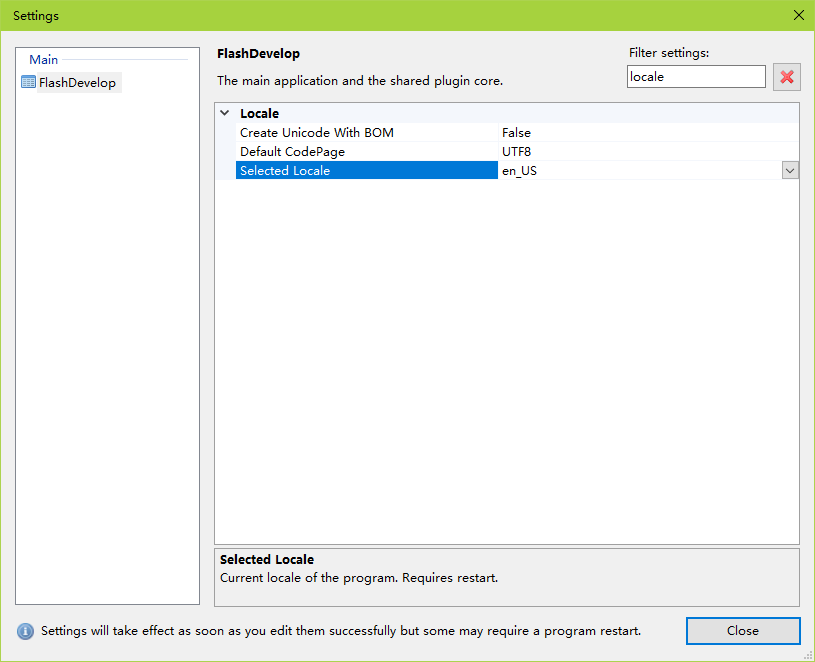 Settings
Main
FlashDevelop
FlashDevelop
The main application and the shared plugin core.
Filter settings:
locale
Locale
Create Unicode With BOM False
Default CodePage UTF8
Selected Locale en_US
Selected Locale
Current locale of the program. Requires restart.
Settings will take effect as soon as you edit them successfully but some may require a program restart.
Close